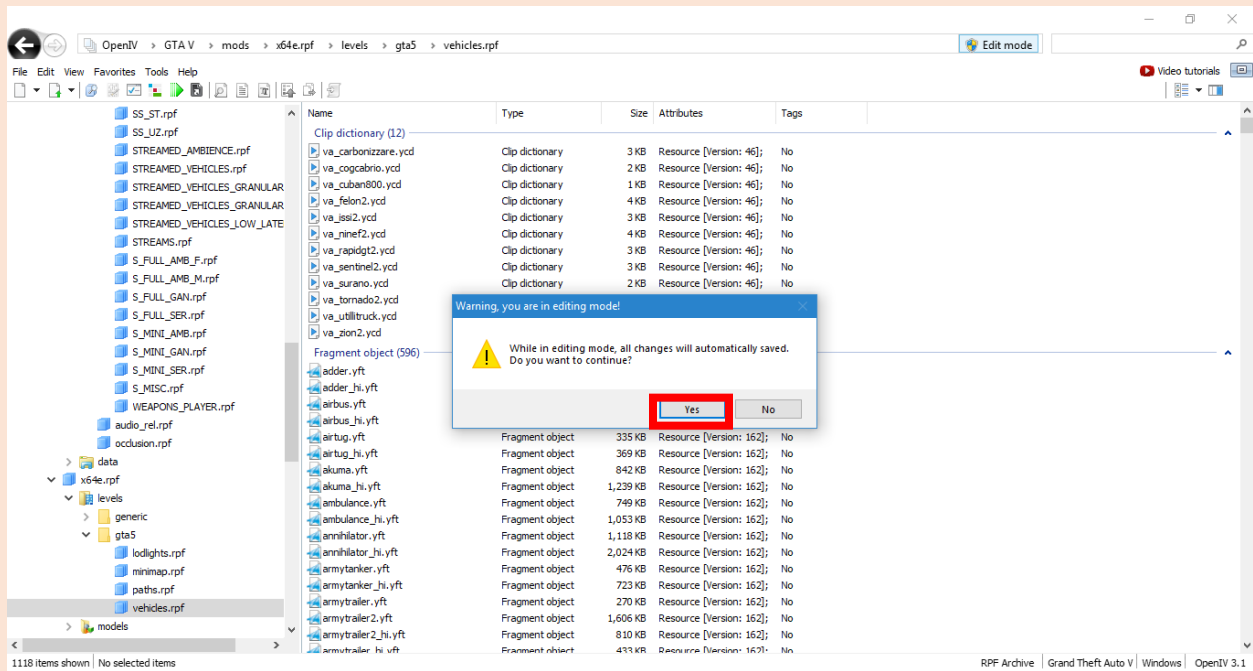 OpenIV › GTA V › mods › x64e.rpf › levels › gta5 › vehicles.rpf
Edit mode
File Edit View Favorites Tools Help
Video tutorials
Name Type Size Attributes Tags
SS_ST.rpf
SS_UZ.rpf
STREAMED_AMBIENCE.rpf
STREAMED_VEHICLES.rpf
STREAMED_VEHICLES_GRANULAR
STREAMED_VEHICLES_GRANULAR
STREAMED_VEHICLES_LOW_LATE
STREAMS.rpf
S_FULL_AMB_F.rpf
S_FULL_AMB_M.rpf
S_FULL_GAN.rpf
S_FULL_SER.rpf
S_MINI_AMB.rpf
S_MINI_GAN.rpf
S_MINI_SER.rpf
S_MISC.rpf
WEAPONS_PLAYER.rpf
audio_rel.rpf
occlusion.rpf
data
x64e.rpf
levels
generic
gta5
lodlights.rpf
minimap.rpf
paths.rpf
vehicles.rpf
models
Clip dictionary (12)
va_carbonizzare.ycd Clip dictionary 3 KB Resource [Version: 46]; No
va_cogcabrio.ycd Clip dictionary 2 KB Resource [Version: 46]; No
va_cuban800.ycd Clip dictionary 1 KB Resource [Version: 46]; No
va_felon2.ycd Clip dictionary 4 KB Resource [Version: 46]; No
va_issi2.ycd Clip dictionary 3 KB Resource [Version: 46]; No
va_ninef2.ycd Clip dictionary 4 KB Resource [Version: 46]; No
va_rapidgt2.ycd Clip dictionary 3 KB Resource [Version: 46]; No
va_sentinel2.ycd Clip dictionary 3 KB Resource [Version: 46]; No
va_surano.ycd Clip dictionary 2 KB Resource [Version: 46]; No
va_tornado2.ycd
va_utillitruck.ycd
va_zion2.ycd
Fragment object (596)
adder.yft
adder_hi.yft
airbus.yft
airbus_hi.yft
airtug.yft Fragment object 335 KB Resource [Version: 162]; No
airtug_hi.yft Fragment object 369 KB Resource [Version: 162]; No
akuma.yft Fragment object 842 KB Resource [Version: 162]; No
akuma_hi.yft Fragment object 1,239 KB Resource [Version: 162]; No
ambulance.yft Fragment object 749 KB Resource [Version: 162]; No
ambulance_hi.yft Fragment object 1,053 KB Resource [Version: 162]; No
annihilator.yft Fragment object 1,118 KB Resource [Version: 162]; No
annihilator_hi.yft Fragment object 2,024 KB Resource [Version: 162]; No
armytanker.yft Fragment object 476 KB Resource [Version: 162]; No
armytanker_hi.yft Fragment object 723 KB Resource [Version: 162]; No
armytrailer.yft Fragment object 270 KB Resource [Version: 162]; No
armytrailer2.yft Fragment object 1,606 KB Resource [Version: 162]; No
armytrailer2_hi.yft Fragment object 810 KB Resource [Version: 162]; No
armytrailer_hi.yft Fragment object 433 KB Resource [Version: 162]; No
Warning, you are in editing mode!
While in editing mode, all changes will automatically saved.
Do you want to continue?
Yes No
1118 items shown No selected items
RPF Archive Grand Theft Auto V Windows OpenIV 3.1